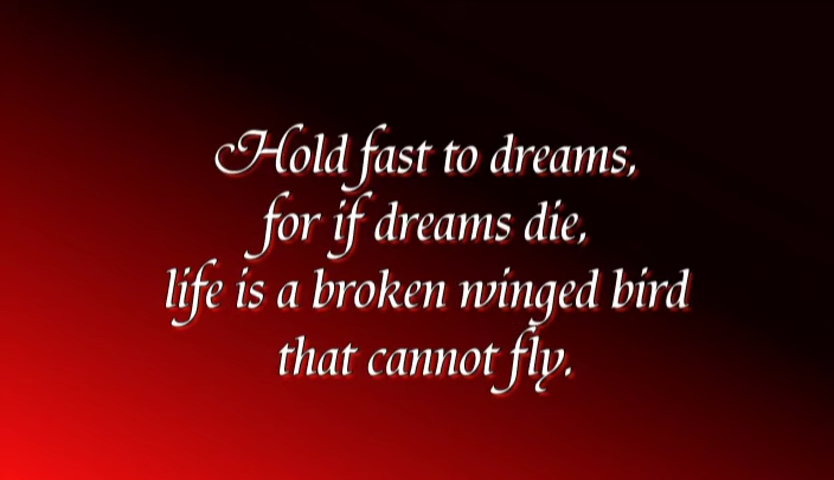 Hold fast to dreams,
for if dreams die,
life is a broken winged bird
that cannot fly.